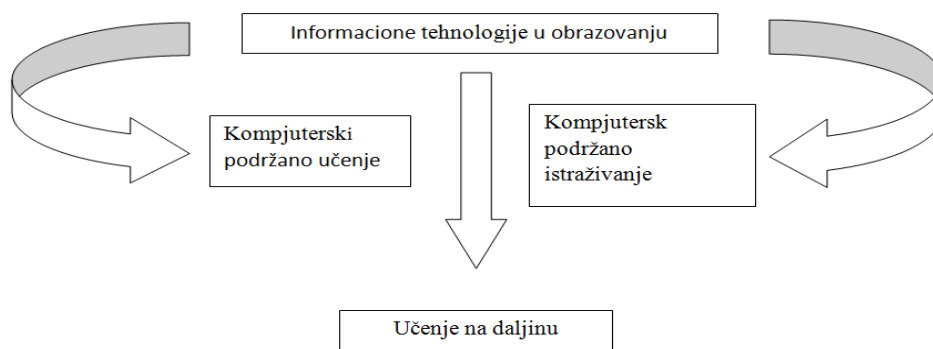 Informacione tehnologije u obrazovanju
Kompjuterski
podržano učenje
Kompjutersk
podržano
istraživanje
Učenje na daljinu